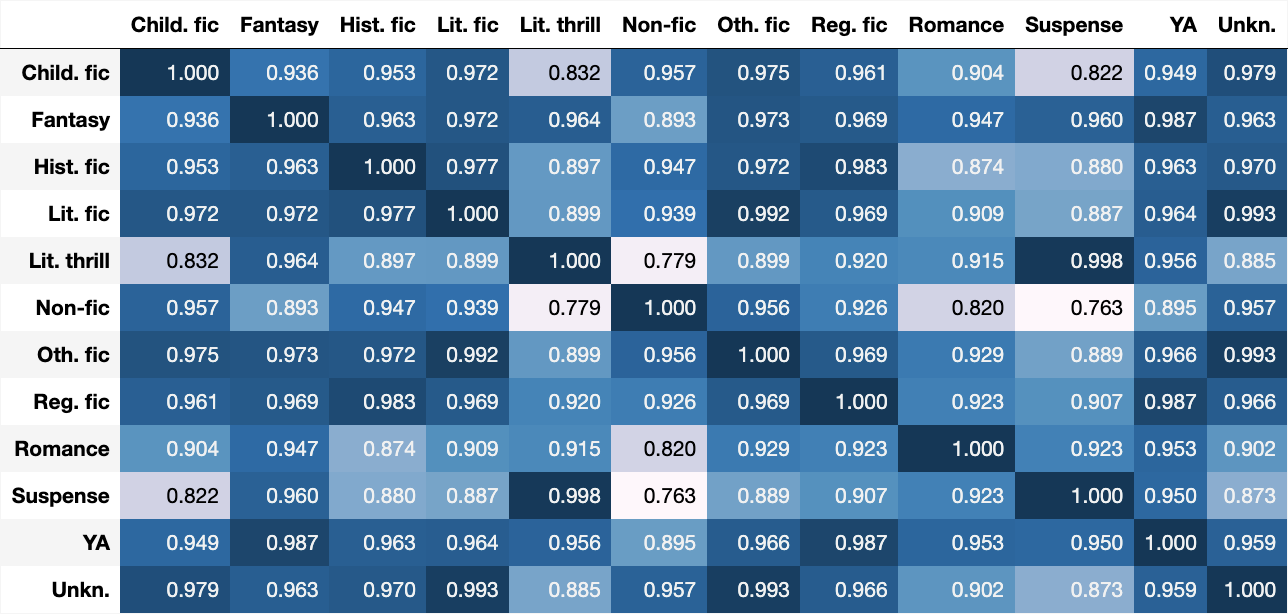 Child. fic Fantasy Hist. fic Lit. fic Lit. thrill Non-fic Oth. fic Reg. fic Romance Suspense YA Unkn.
Child. fic 1.000 0.936 0.953 0.972 0.832 0.957 0.975 0.961 0.904 0.822 0.949 0.979
Fantasy 0.936 1.000 0.963 0.972 0.964 0.893 0.973 0.969 0.947 0.960 0.987 0.963
Hist. fic 0.953 0.963 1.000 0.977 0.897 0.947 0.972 0.983 0.874 0.880 0.963 0.970
Lit. fic 0.972 0.972 0.977 1.000 0.899 0.939 0.992 0.969 0.909 0.887 0.964 0.993
Lit. thrill 0.832 0.964 0.897 0.899 1.000 0.779 0.899 0.920 0.915 0.998 0.956 0.885
Non-fic 0.957 0.893 0.947 0.939 0.779 1.000 0.956 0.926 0.820 0.763 0.895 0.957
Oth. fic 0.975 0.973 0.972 0.992 0.899 0.956 1.000 0.969 0.929 0.889 0.966 0.993
Reg. fic 0.961 0.969 0.983 0.969 0.920 0.926 0.969 1.000 0.923 0.907 0.987 0.966
Romance 0.904 0.947 0.874 0.909 0.915 0.820 0.929 0.923 1.000 0.923 0.953 0.902
Suspense 0.822 0.960 0.880 0.887 0.998 0.763 0.889 0.907 0.923 1.000 0.950 0.873
YA 0.949 0.987 0.963 0.964 0.956 0.895 0.966 0.987 0.953 0.950 1.000 0.959
Unkn. 0.979 0.963 0.970 0.993 0.885 0.957 0.993 0.966 0.902 0.873 0.959 1.000